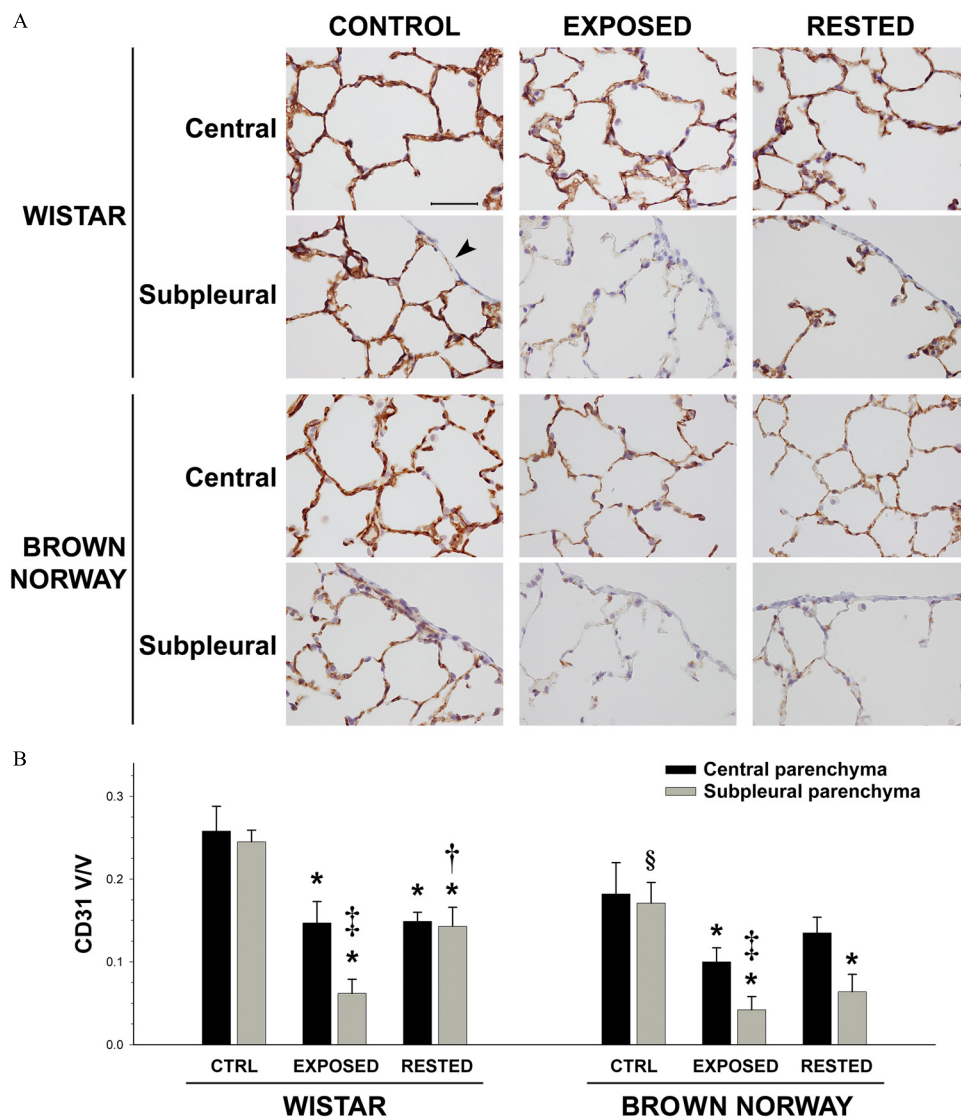 A
CONTROL EXPOSED RESTED
Central
WISTAR
Subpleural
Central
BROWN
NORWAY
Subpleural
B
Central parenchyma
Subpleural parenchyma
CD31 V/V
0.3
0.2
0.1
0.0
* ‡ * * † * § * ‡ * *
CTRL EXPOSED RESTED CTRL EXPOSED RESTED
WISTAR BROWN NORWAY